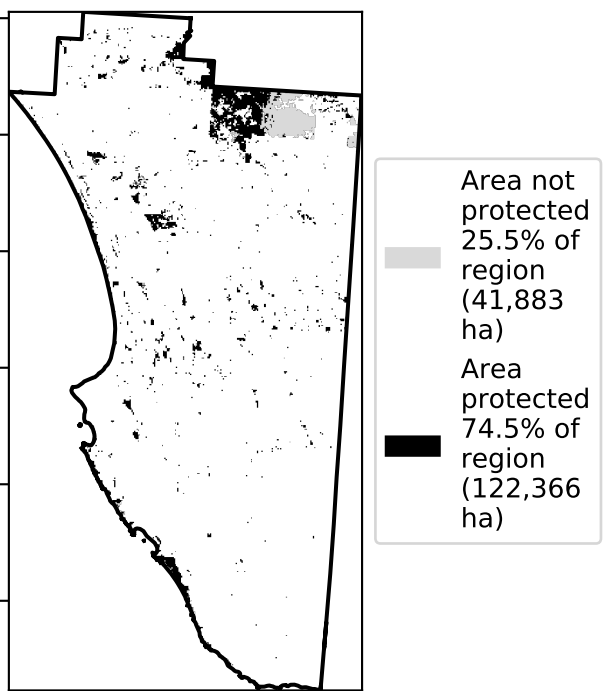 Area not
protected
25.5% of
region
(41,883
ha)
Area
protected
74.5% of
region
(122,366
ha)